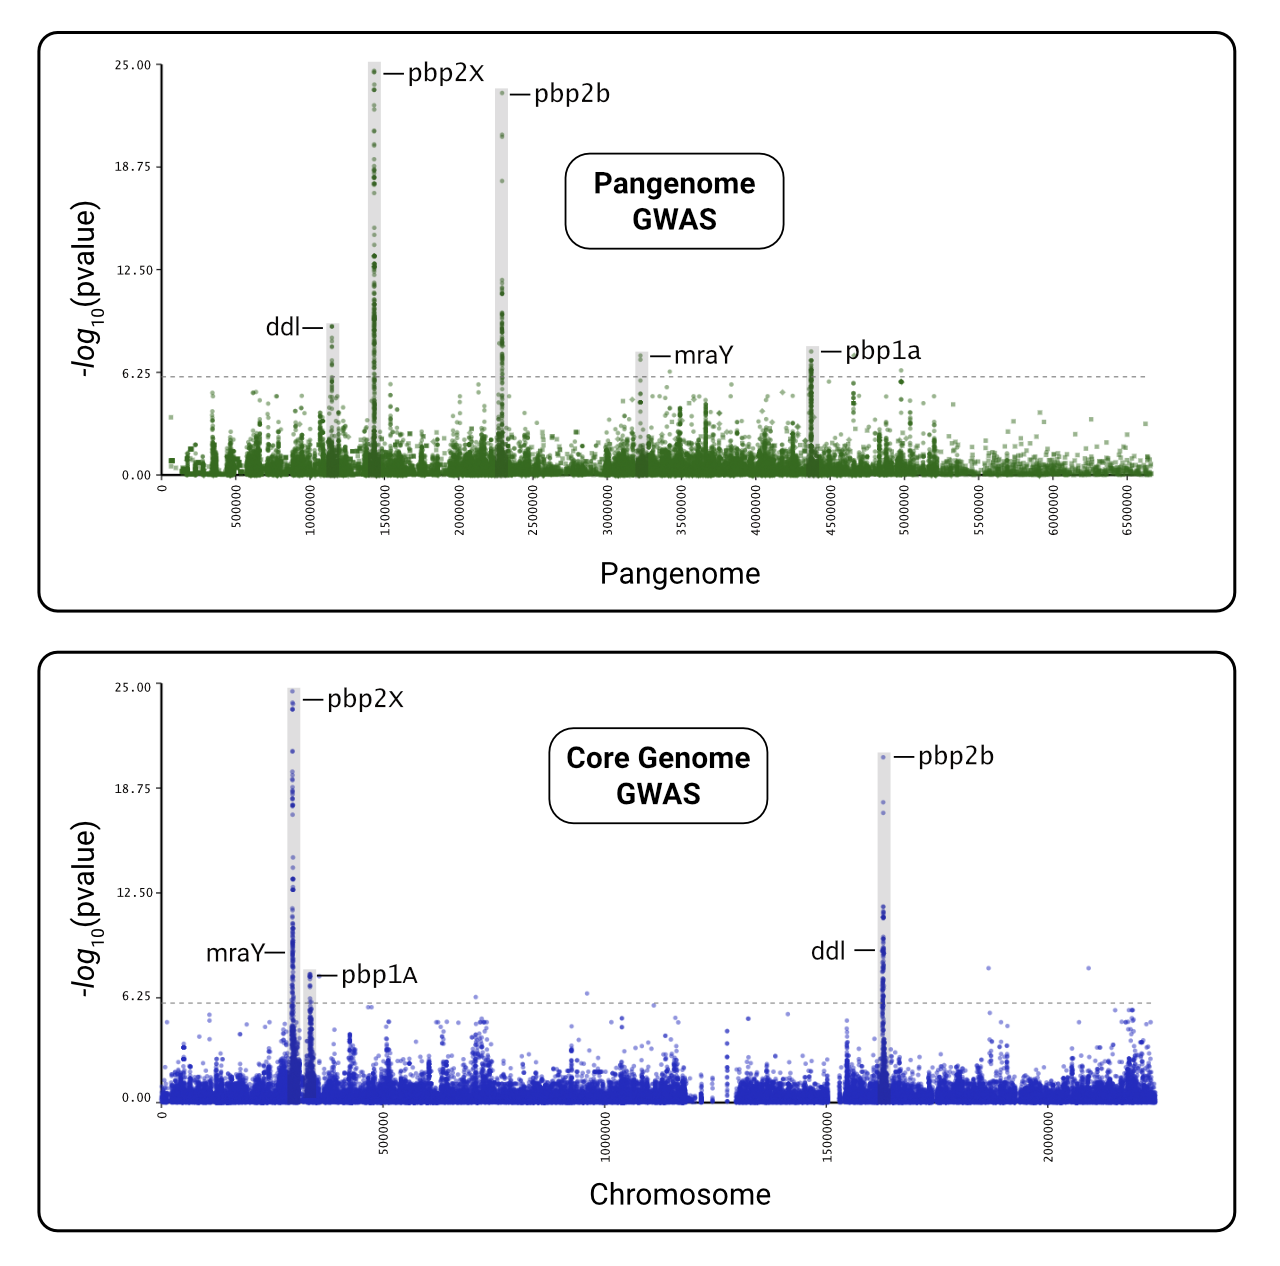 25.00
pbp2X
pbp2b
Pangenome
GWAS
18.75
-log10(pvalue)
12.50
ddl
mraY
pbp1a
6.25
0.00
0
500000
1000000
1500000
2000000
2500000
3000000
3500000
4000000
4500000
5000000
5500000
6000000
6500000
Pangenome
25.00
pbp2X
Core Genome
GWAS
pbp2b
18.75
-log10(pvalue)
12.50
mraY
ddl
pbp1A
6.25
0.00
0
500000
1000000
1500000
2000000
Chromosome